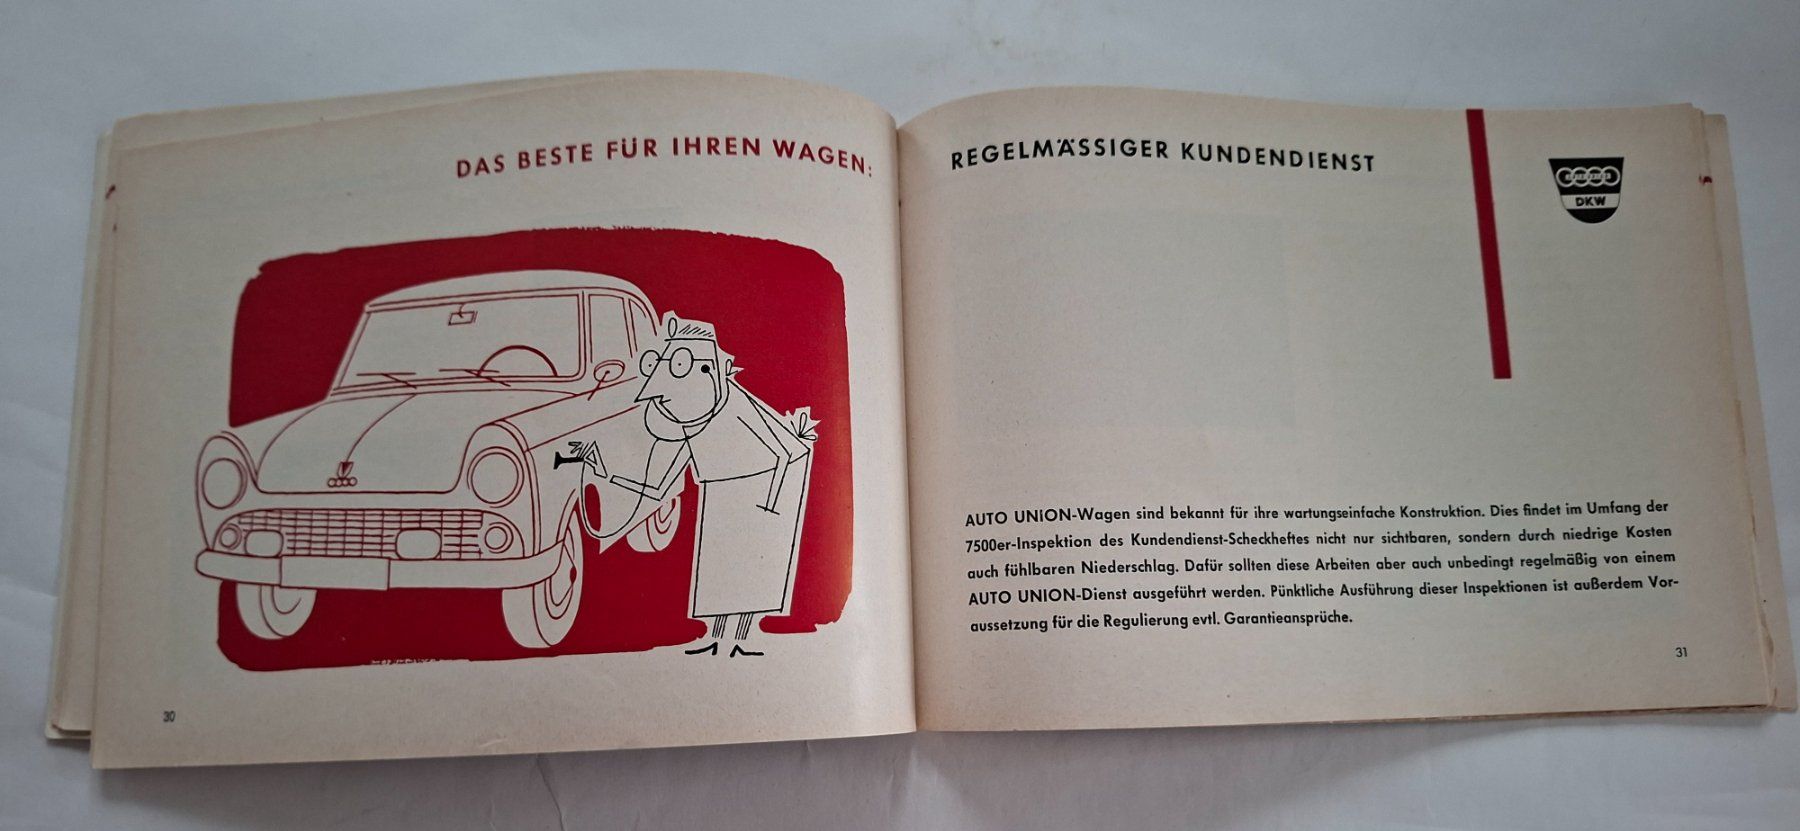 DAS BESTE FÜR IHREN WAGEN:
30
REGELMÄSSIGER KUNDENDIENST
DKW
AUTO UNION-Wagen sind bekannt für ihre wartungseinfache Konstruktion. Dies findet im Umfang der
7500er-Inspektion des Kundendienst-Scheckheftes nicht nur sichtbaren, sondern durch niedrige Kosten
auch fühlbaren Niederschlag. Dafür sollten diese Arbeiten aber auch unbedingt regelmäßig von einem
AUTO UNION-Dienst ausgeführt werden. Pünktliche Ausführung dieser Inspektionen ist außerdem Vor-
aussetzung für die Regulierung evtl. Garantieansprüche.
31